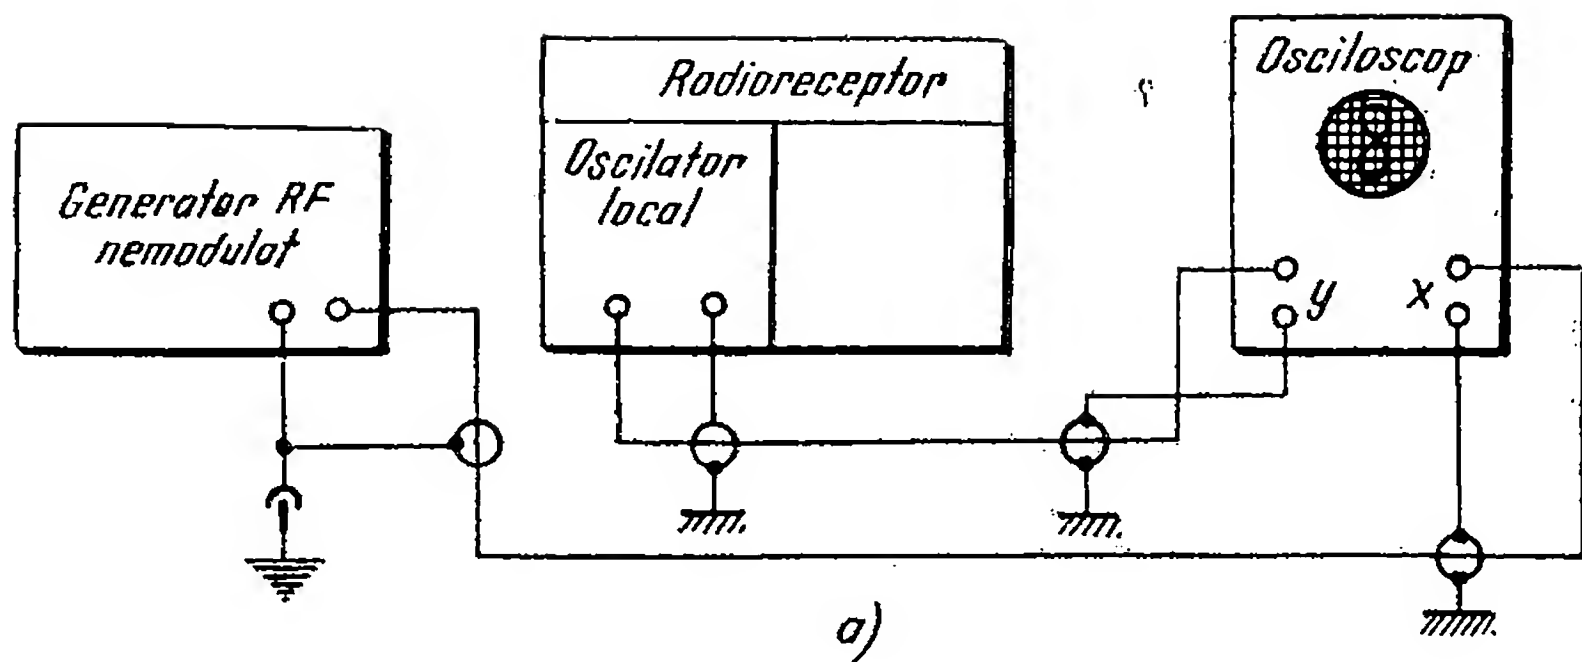 Generator RF
nemodulat
Radioreceptor
Oscilator
local
Osciloscop
y
x
a)